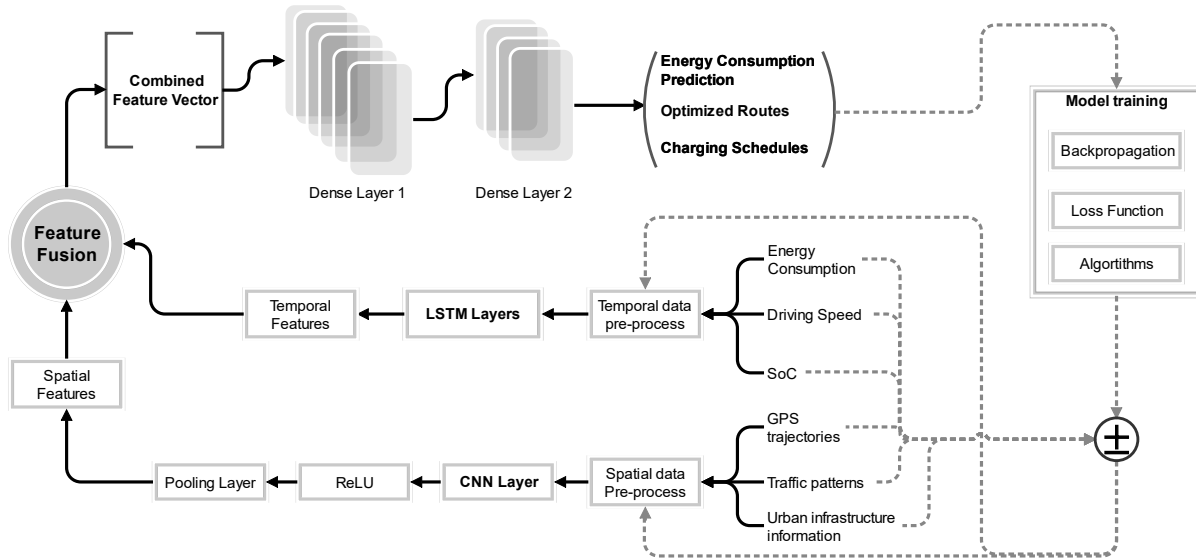 Combined
Feature Vector
Dense Layer 1
Dense Layer 2
Energy Consumption
Prediction
Optimized Routes
Charging Schedules
Model training
Backpropagation
Loss Function
Algortithms
Feature
Fusion
Temporal
Features
LSTM Layers
Temporal data
pre-process
Energy
Consumption
Driving Speed
SoC
Spatial
Features
GPS
trajectories
±
Pooling Layer
ReLU
CNN Layer
Spatial data
Pre-process
Traffic patterns
Urban infrastructure
information